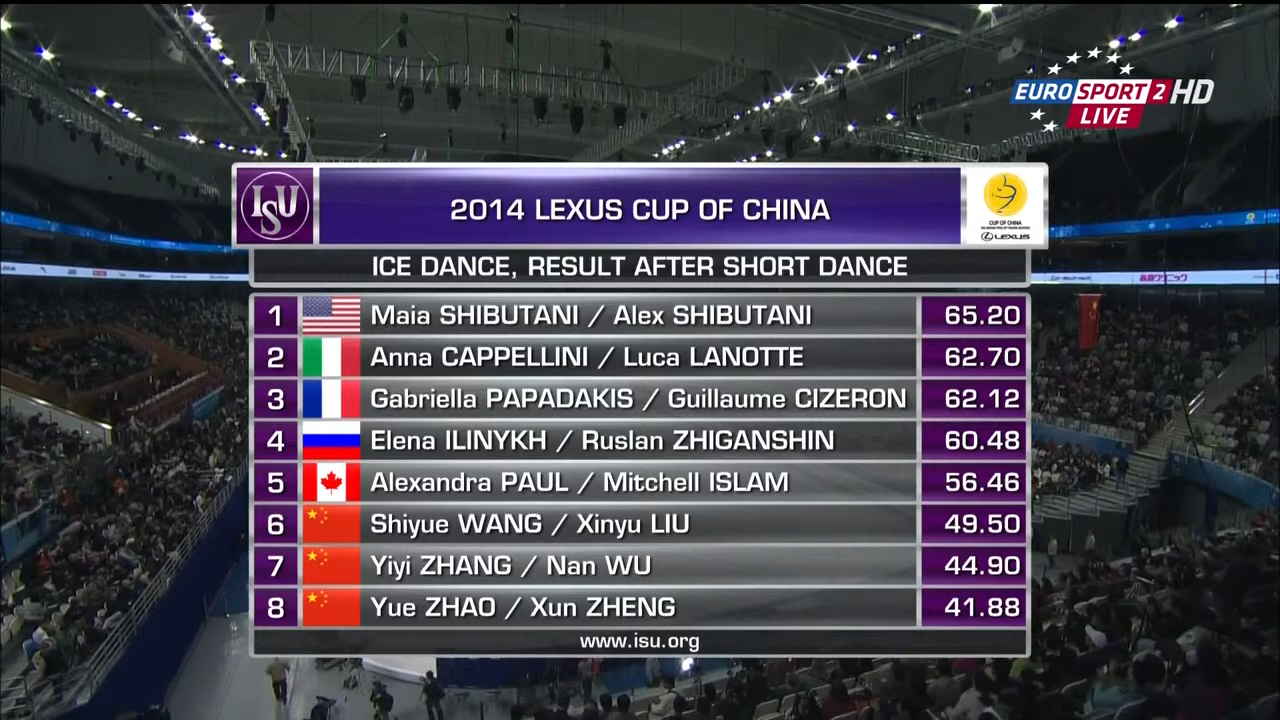 EUROSPORT 2 HD
LIVE
ISU
2014 LEXUS CUP OF CHINA
CUP OF CHINA
LEXUS
ICE DANCE, RESULT AFTER SHORT DANCE
1 Maia SHIBUTANI / Alex SHIBUTANI 65.20
2 Anna CAPPELLINI / Luca LANOTTE 62.70
3 Gabriella PAPADAKIS / Guillaume CIZERON 62.12
4 Elena ILINYKH / Ruslan ZHIGANSHIN 60.48
5 Alexandra PAUL / Mitchell ISLAM 56.46
6 Shiyue WANG / Xinyu LIU 49.50
7 Yiyi ZHANG / Nan WU 44.90
8 Yue ZHAO / Xun ZHENG 41.88
www.isu.org